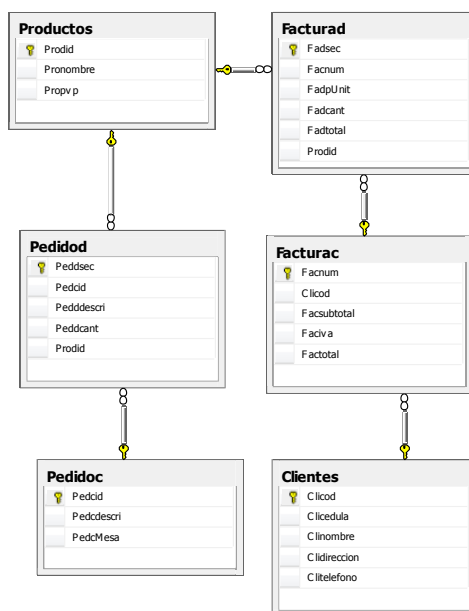 Productos
Prodid
Pronombre
Propvp
Facturad
Fadsec
Facnum
FadpUnit
Fadcant
Fadtotal
Prodid
Pedidod
Peddsec
Pedcid
Pedddescri
Peddcant
Prodid
Facturac
Facnum
Clicod
Facsubtotal
Faciva
Factotal
Pedidoc
Pedcid
Pedcdescri
PedcMesa
Clientes
Clicod
Clicedula
Clinombre
Clidireccion
Clitelefono